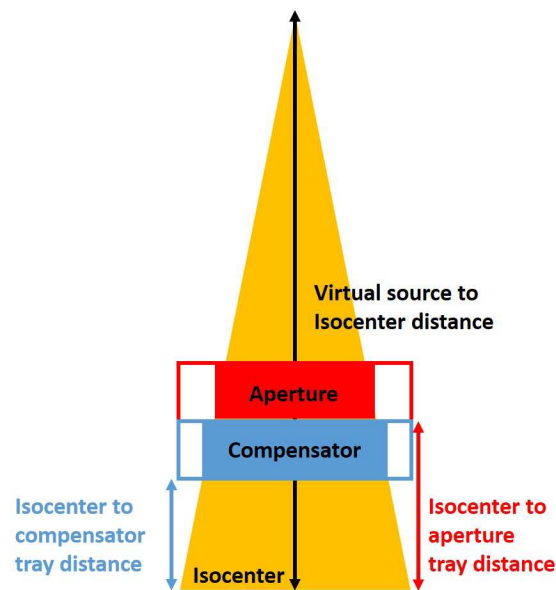 Virtual source to
Isocenter distance
Aperture
Compensator
Isocenter to
compensator
tray distance
Isocenter to
aperture
tray distance
Isocenter